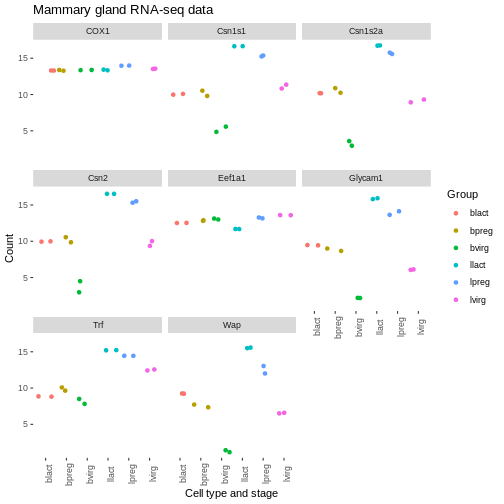 Mammary gland RNA-seq data
COX1
Csn1s1
Csn1s2a
15
10
5
Csn2
Eef1a1
Glycam1
15
10
5
Count
Group
blact
bpreg
bvirg
llact
lpreg
lvirg
blact
bpreg
bvirg
llact
lpreg
lvirg
Trf
Wap
15
10
5
blact
bpreg
bvirg
llact
lpreg
lvirg
blact
bpreg
bvirg
llact
lpreg
lvirg
Cell type and stage